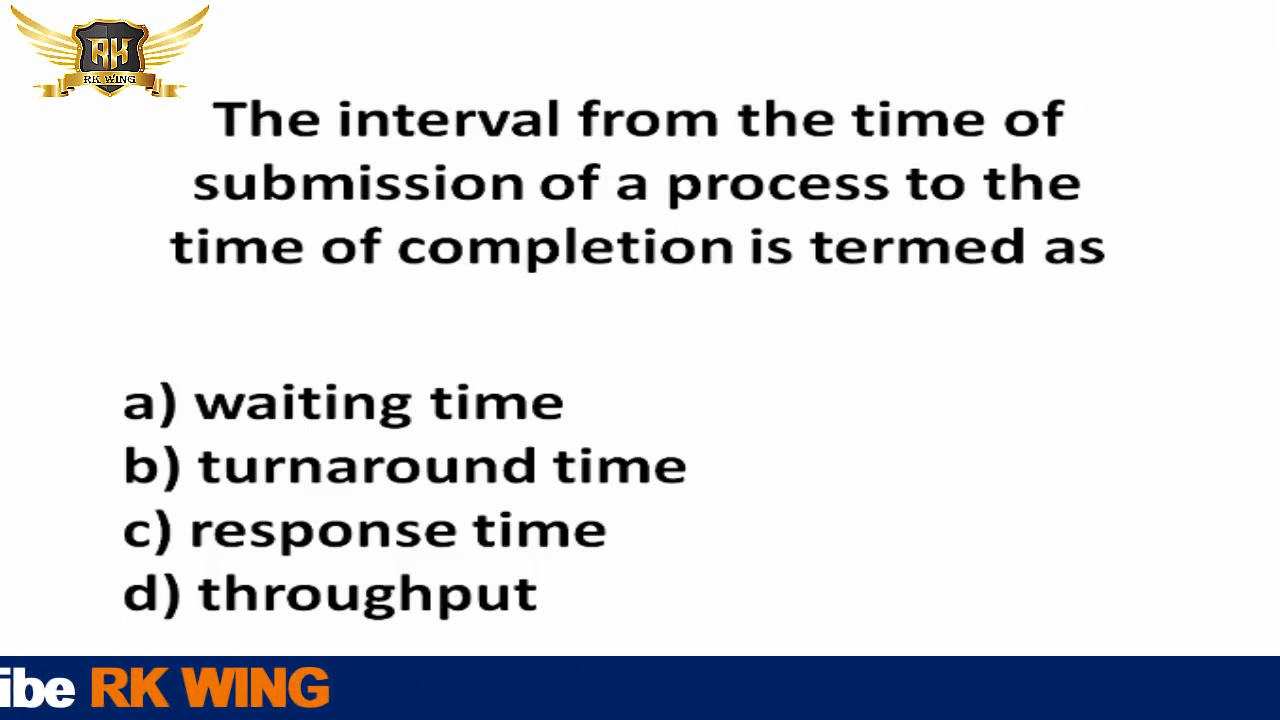 RK
RK WING
The interval from the time of
submission of a process to the
time of completion is termed as
a) waiting time
b) turnaround time
c) response time
d) throughput
ibe RK WING